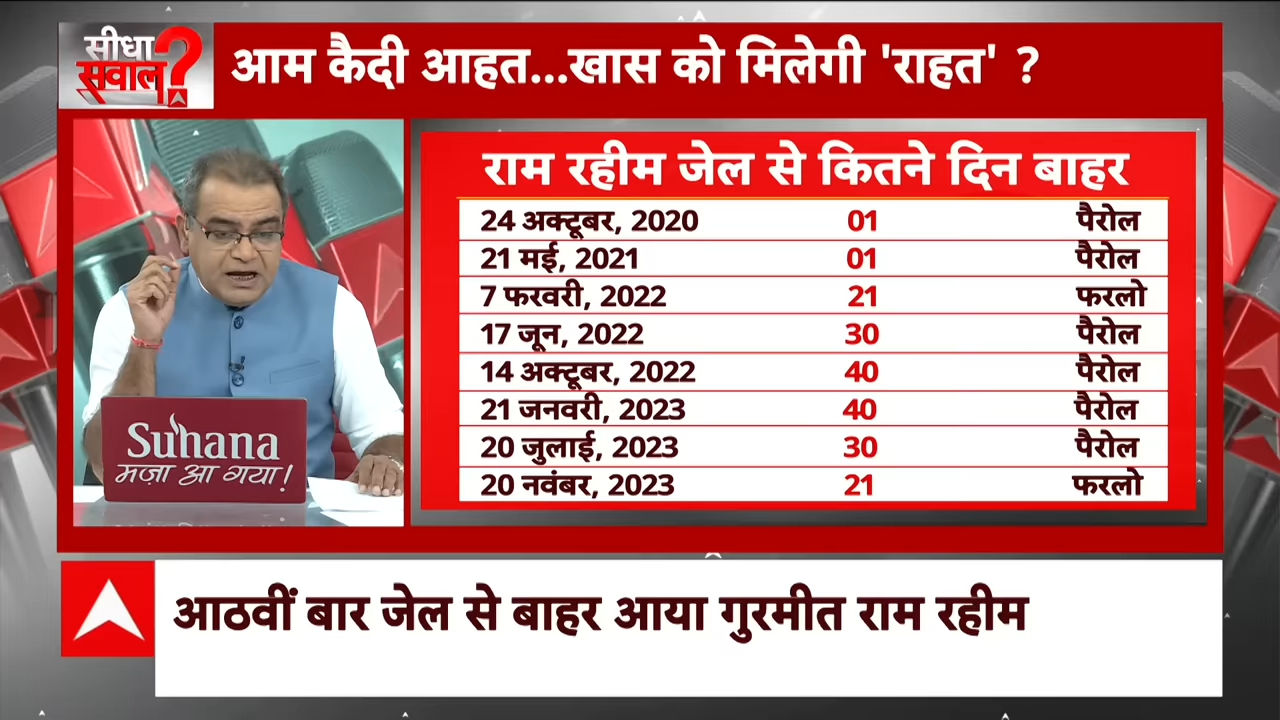 सीधा
सवाल?
आम कैदी आहत...खास को मिलेगी 'राहत' ?
राम रहीम जेल से कितने दिन बाहर
24 अक्टूबर, 2020 01 पैरोल
21 मई, 2021 01 पैरोल
7 फरवरी, 2022 21 फरलो
17 जून, 2022 30 पैरोल
14 अक्टूबर, 2022 40 पैरोल
21 जनवरी, 2023 40 पैरोल
20 जुलाई, 2023 30 पैरोल
20 नवंबर, 2023 21 फरलो
Suhana
मज़ा आ गया!
आठवीं बार जेल से बाहर आया गुरमीत राम रहीम